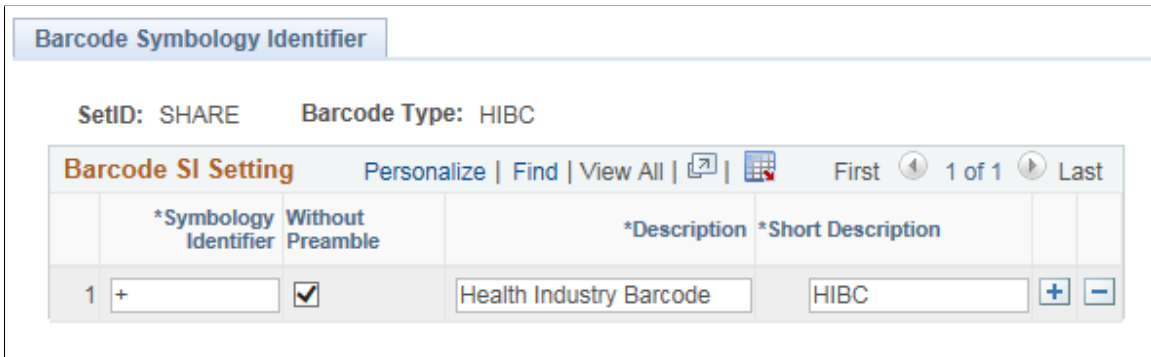 Barcode Symbology Identifier
SetID: SHARE Barcode Type: HIBC
Barcode SI Setting Personalize | Find | View All | | First 1 of 1 Last
*Symbology Identifier Without Preamble *Description *Short Description
1 + Health Industry Barcode HIBC + −